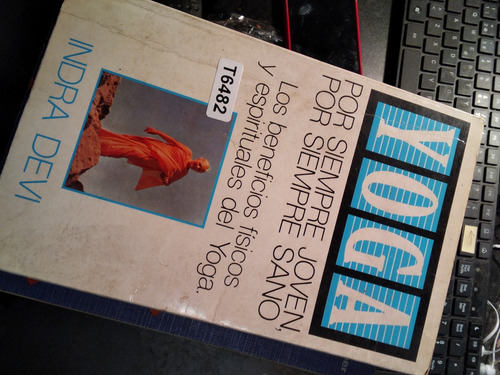 YOGA
POR SIEMPRE JOVEN,
POR SIEMPRE SANO,
Los beneficios físicos
y espirituales del Yoga.
T6482
INDRA DEVI